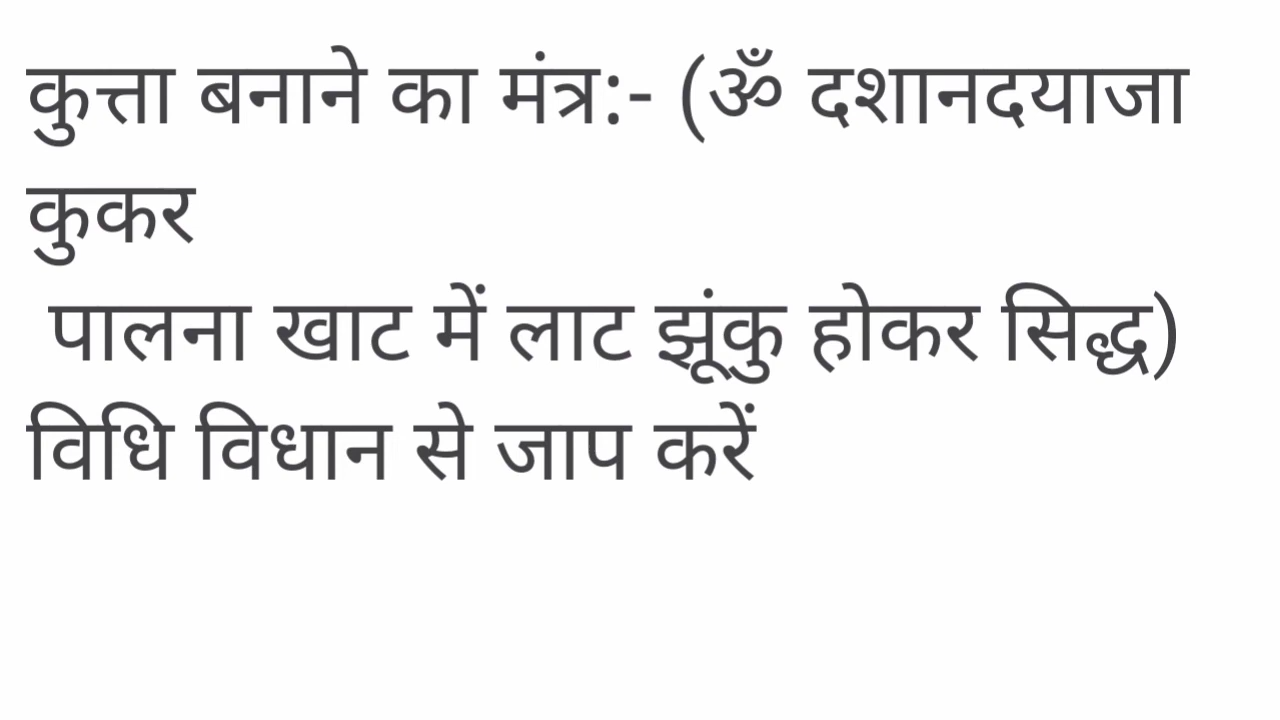 कुत्ता बनाने का मंत्र:- (ॐ दशानदयाजा
कुकर
पालना खाट में लाट झूंकु होकर सिद्ध)
विधि विधान से जाप करें